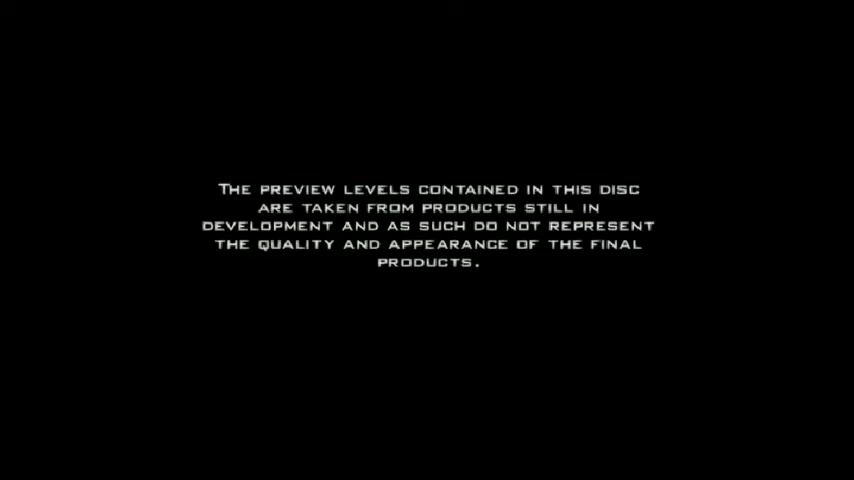 The preview levels contained in this disc
are taken from products still in
development and as such do not represent
the quality and appearance of the final
products.